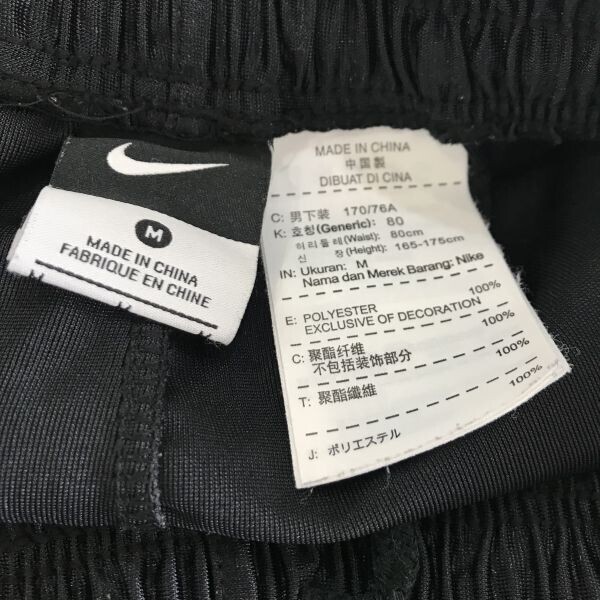 M
MADE IN CHINA
FABRIQUE EN CHINE
MADE IN CHINA
中国製
DIBUAT DI CINA
C: 男下装 170/76A
K: 호칭(Generic): 80
허리둘레(Waist): 80cm
신 장(Height): 165-175cm
IN: Ukuran: M
Nama dan Merek Barang: Nike
100%
E: POLYESTER
EXCLUSIVE OF DECORATION
100%
C: 聚酯纤维
不包括装饰部分
100%
T: 聚酯纖維
100%
J: ポリエステル